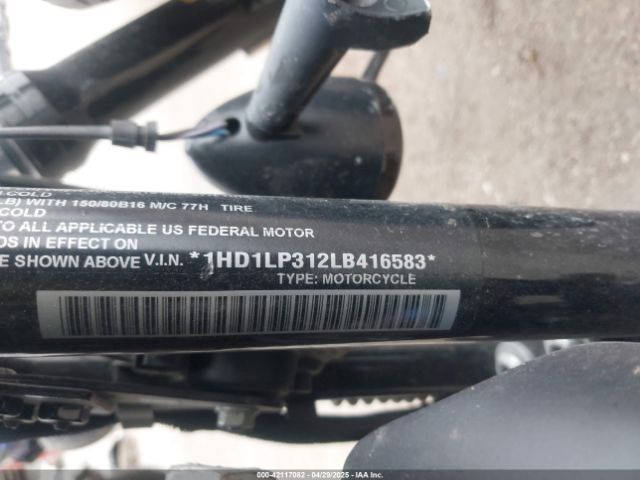 COLD
LB) WITH 150/80B16 M/C 77H TIRE
COLD
TO ALL APPLICABLE US FEDERAL MOTOR
DS IN EFFECT ON
E SHOWN ABOVE V.I.N. *1HD1LP312LB416583*
TYPE: MOTORCYCLE
000-42117082 - 04/29/2025 - IAA Inc.